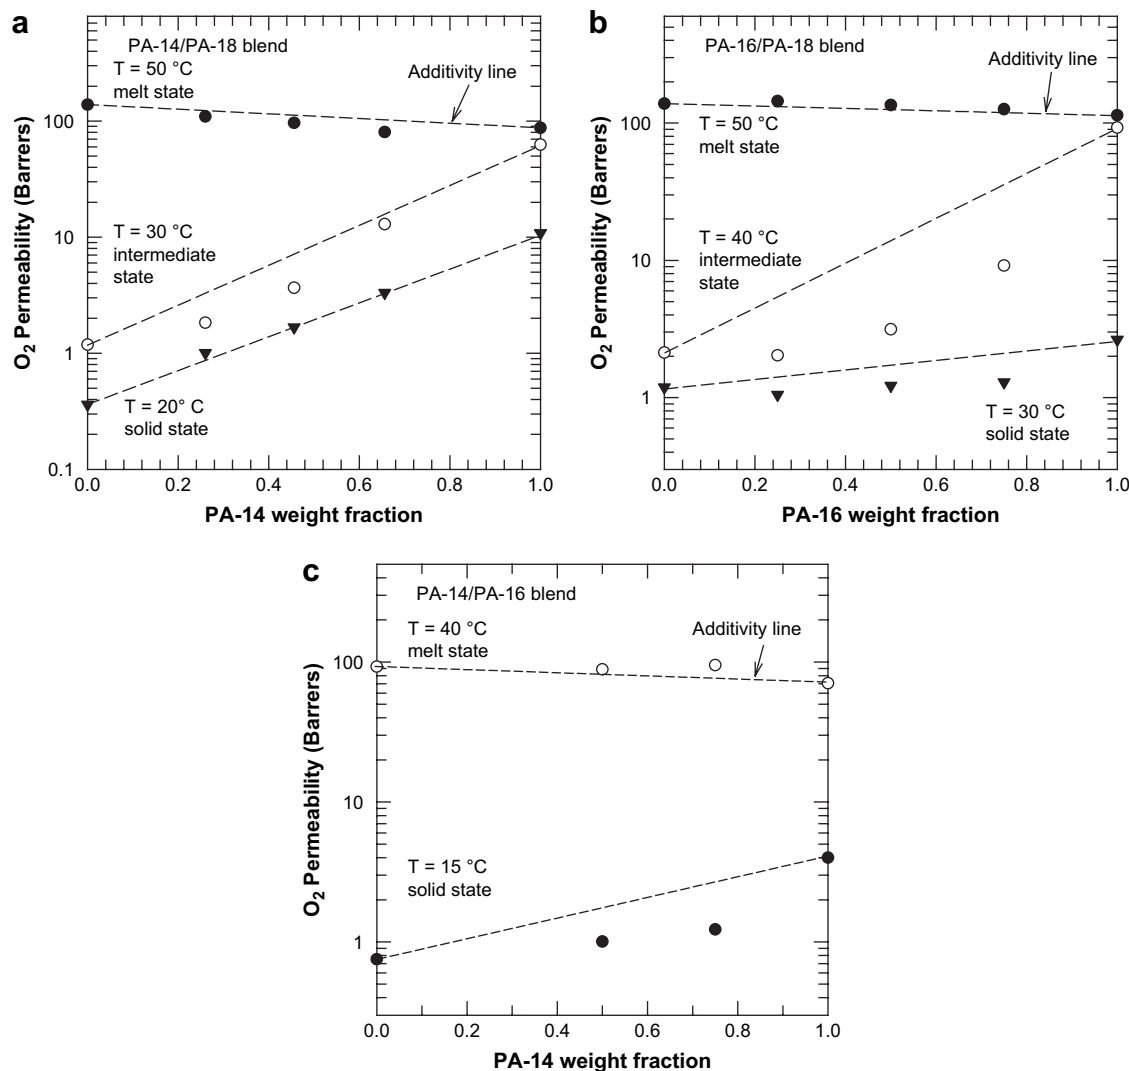 a
PA-14/PA-18 blend
T = 50 °C
melt state
Additivity line
100
10
1
0.1
T = 30 °C
intermediate
state
T = 20° C
solid state
O₂ Permeability (Barrers)
0.0 0.2 0.4 0.6 0.8 1.0
PA-14 weight fraction
b
PA-16/PA-18 blend
Additivity line
T = 50 °C
melt state
100
10
1
T = 40 °C
intermediate
state
T = 30 °C
solid state
O₂ Permeability (Barrers)
0.0 0.2 0.4 0.6 0.8 1.0
PA-16 weight fraction
c
PA-14/PA-16 blend
T = 40 °C
melt state
Additivity line
100
10
1
T = 15 °C
solid state
O₂ Permeability (Barrers)
0.0 0.2 0.4 0.6 0.8 1.0
PA-14 weight fraction